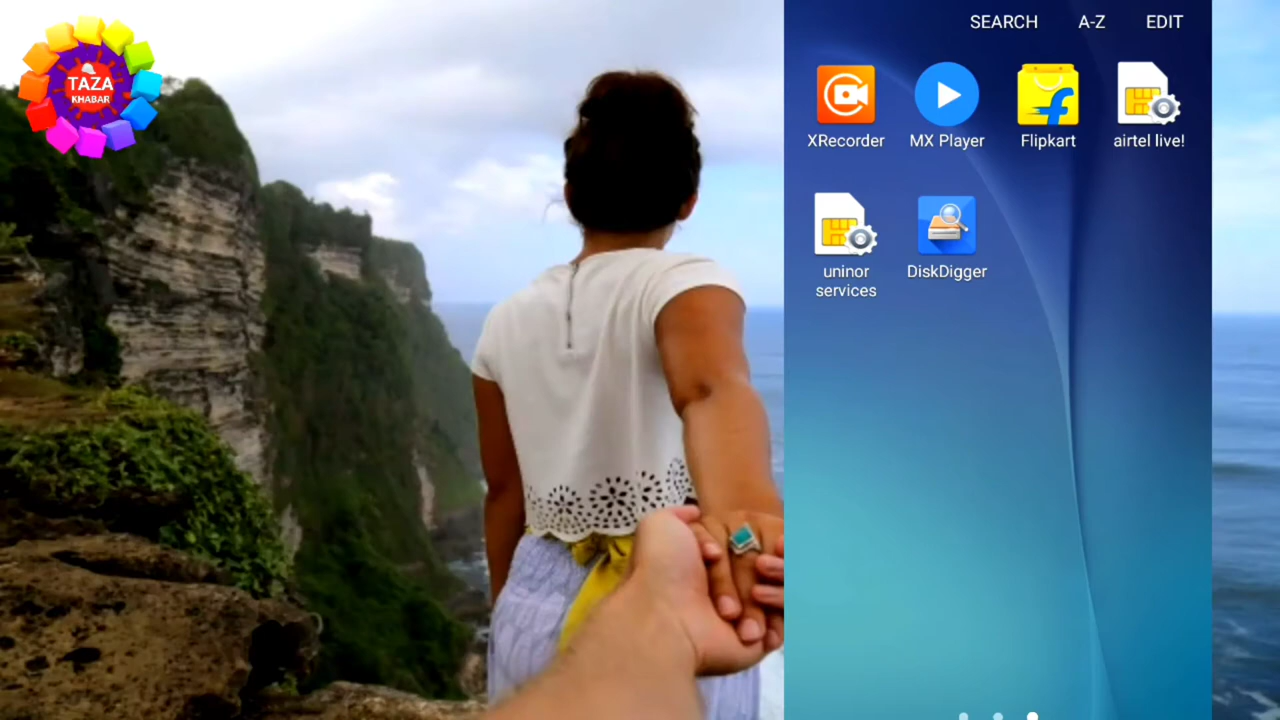 TAZA
KHABAR
SEARCH A-Z EDIT
XRecorder MX Player Flipkart airtel live!
uninor
services
DiskDigger